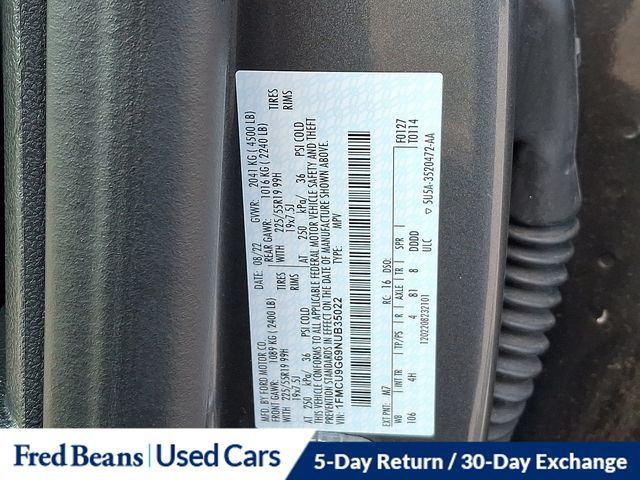 MFD. BY FORD MOTOR CO.
DATE: 08/22 GVWR: 2041 KG (4500 LB)
FRONT GAWR: 1089 KG (2400 LB) REAR GAWR: 1016 KG (2240 LB)
WITH 225/55R19 99H TIRES WITH 225/55R19 99H TIRES
19x7.5J RIMS 19x7.5J RIMS
AT 250 kPa/ 36 PSI COLD AT 250 kPa/ 36 PSI COLD
THIS VEHICLE CONFORMS TO ALL APPLICABLE FEDERAL MOTOR VEHICLE SAFETY AND THEFT
PREVENTION STANDARDS IN EFFECT ON THE DATE OF MANUFACTURE SHOWN ABOVE.
VIN: 1FMCU9G69NUB35022 TYPE: MPV
F0127
EXT PNT: M7 RC: 16 DSO: T0114
WB INT TR TP/PS R AXLE TR SPR
106 4H 4 B1 8 DODD 5U5A-3520472-AA
ULC
1202208232101
Fred Beans Used Cars 5-Day Return / 30-Day Exchange